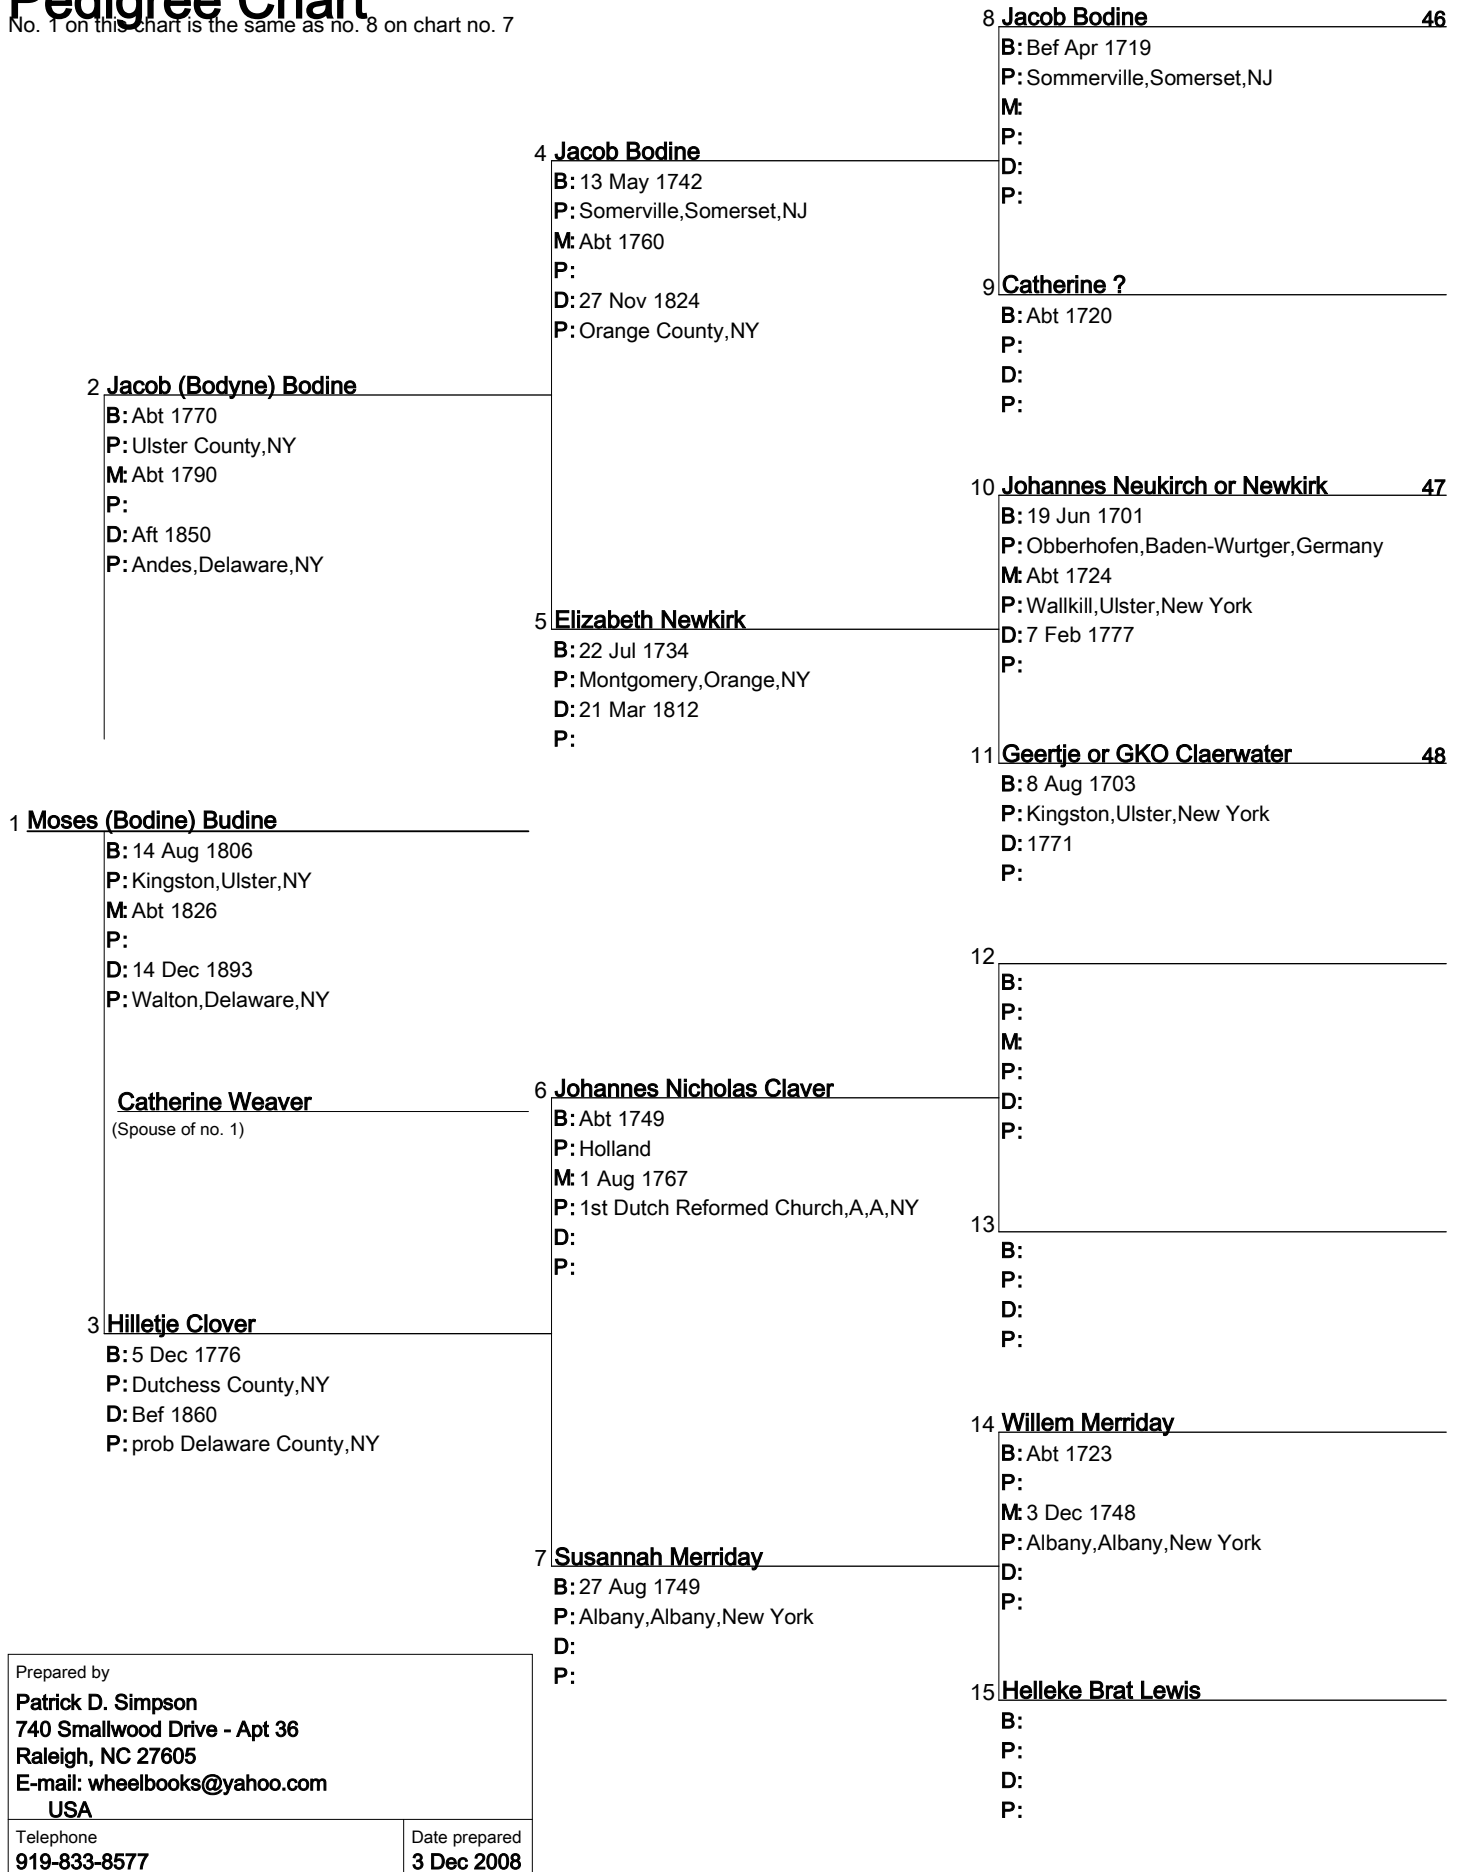 Pedigree Chart
No. 1 on this chart is the same as no. 8 on chart no. 7
8 Jacob Bodine 46
B: Bef Apr 1719
P: Sommerville,Somerset,NJ
M:
P:
D:
P:
4 Jacob Bodine
B: 13 May 1742
P: Somerville,Somerset,NJ
M: Abt 1760
P:
D: 27 Nov 1824
P: Orange County,NY
9 Catherine ?
B: Abt 1720
P:
D:
P:
2 Jacob (Bodyne) Bodine
B: Abt 1770
P: Ulster County,NY
M: Abt 1790
P:
D: Aft 1850
P: Andes,Delaware,NY
10 Johannes Neukirch or Newkirk 47
B: 19 Jun 1701
P: Obberhofen,Baden-Wurtger,Germany
M: Abt 1724
P: Wallkill,Ulster,New York
D: 7 Feb 1777
P:
5 Elizabeth Newkirk
B: 22 Jul 1734
P: Montgomery,Orange,NY
D: 21 Mar 1812
P:
11 Geertje or GKO Claerwater 48
B: 8 Aug 1703
P: Kingston,Ulster,New York
D: 1771
P:
1 Moses (Bodine) Budine
B: 14 Aug 1806
P: Kingston,Ulster,NY
M: Abt 1826
P:
D: 14 Dec 1893
P: Walton,Delaware,NY
Catherine Weaver
(Spouse of no. 1)
12
B:
P:
M:
P:
D:
P:
6 Johannes Nicholas Claver
B: Abt 1749
P: Holland
M: 1 Aug 1767
P: 1st Dutch Reformed Church,A,A,NY
D:
P:
13
B:
P:
D:
P:
3 Hilletje Clover
B: 5 Dec 1776
P: Dutchess County,NY
D: Bef 1860
P: prob Delaware County,NY
14 Willem Merriday
B: Abt 1723
P:
M: 3 Dec 1748
P: Albany,Albany,New York
D:
P:
7 Susannah Merriday
B: 27 Aug 1749
P: Albany,Albany,New York
D:
P:
15 Helleke Brat Lewis
B:
P:
D:
P:
Prepared by
Patrick D. Simpson
740 Smallwood Drive - Apt 36
Raleigh, NC 27605
E-mail: wheelbooks@yahoo.com
USA
Telephone
919-833-8577
Date prepared
3 Dec 2008